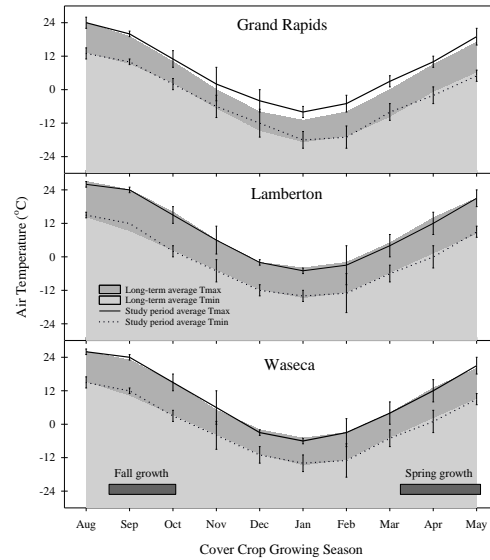 Grand Rapids
24
12
0
-12
-24
Lamberton
24
12
0
-12
-24
Long-term average Tmax
Long-term average Tmin
Study period average Tmax
Study period average Tmin
Air Temperature (°C)
Waseca
24
12
0
-12
-24
Fall growth
Spring growth
Aug Sep Oct Nov Dec Jan Feb Mar Apr May
Cover Crop Growing Season